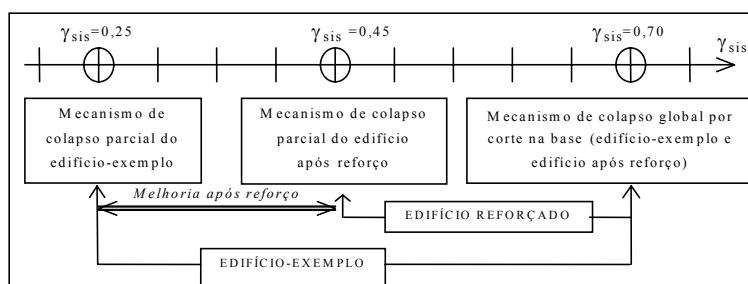 γsis=0,25
γsis =0,45
γsis=0,70
γsis
Mecanismo de
colapso parcial do
edifício-exemplo
Mecanismo de colapso
parcial do edifício
após reforço
Mecanismo de colapso global por
corte na base (edifício-exemplo e
edifício após reforço)
Melhoria após reforço
EDIFÍCIO REFORÇADO
EDIFÍCIO-EXEMPLO